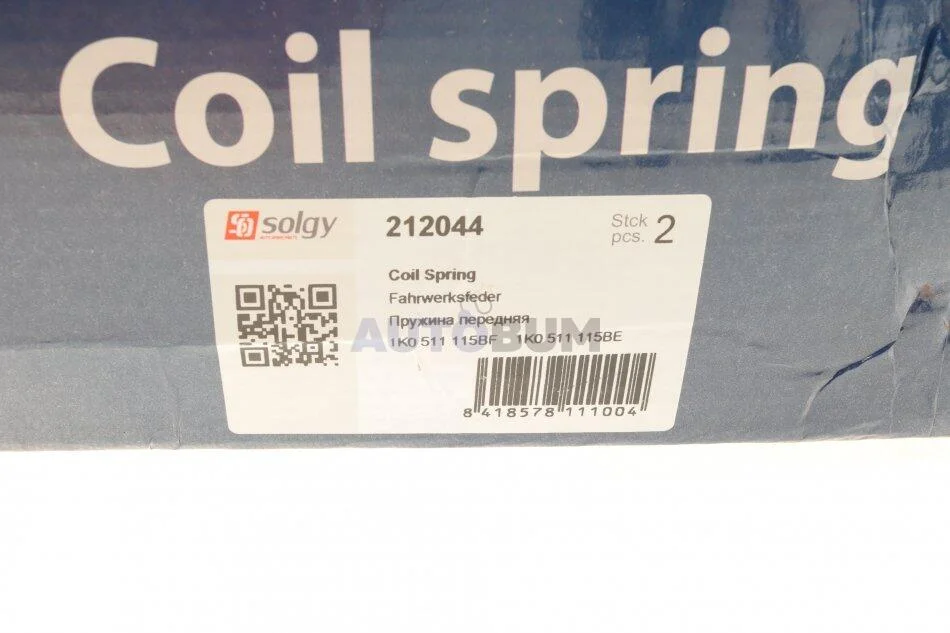 Coil spring
solgy
212044
Stck
pcs. 2
Coil Spring
Fahrwerksfeder
Пружина передняя
AUTOBUM
1K0 511 115BF 1K0 511 115BE
8 418578 111004